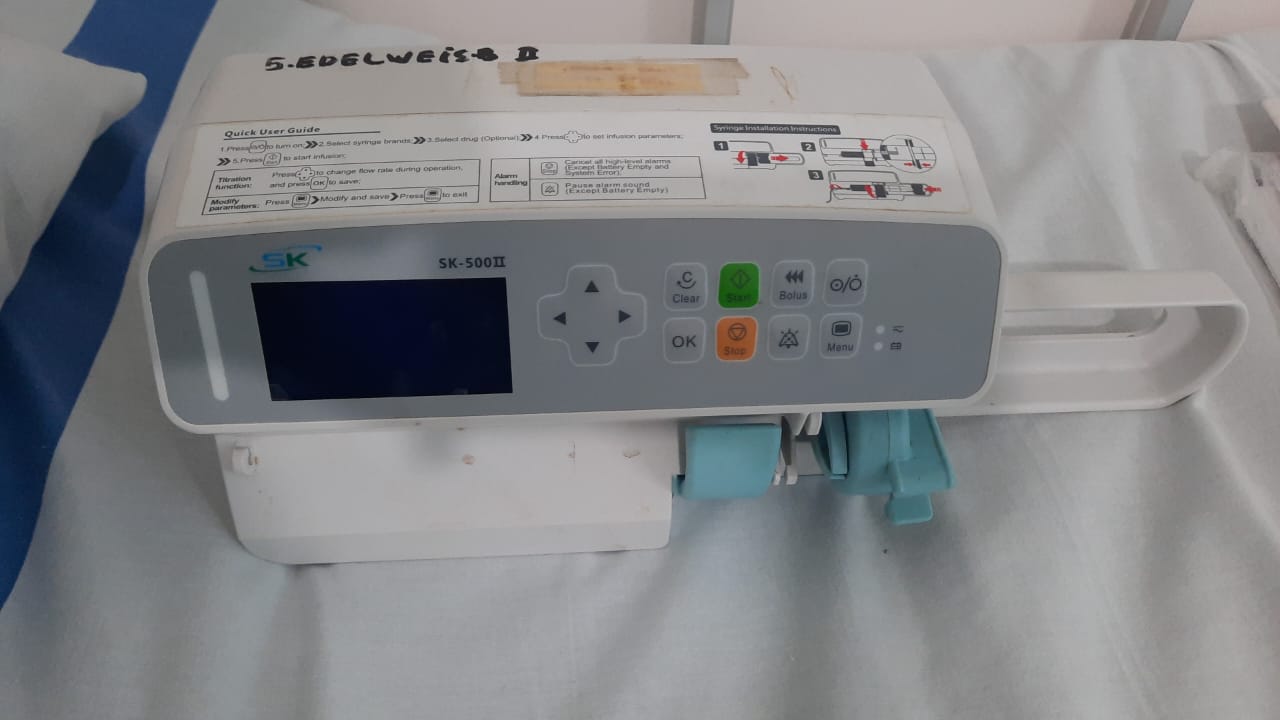 5. EDELWEIS B II
Quick User Guide
1.Press to turn on; 2.Select syringe brands; 3.Select drug (Optional) 4.Press to set infusion parameters;
5.Press to start infusion;
Titration function: Press to change flow rate during operation, and press OK to save;
Modify parameters: Press Modify and save Press to exit
Alarm handling
Cancel all high-level alarms
(Except Battery Empty and
System Error);
Pause alarm sound
(Except Battery Empty)
Syringe Installation Instructions
1
2
3
SK
SK-500II
Clear
Start
Bolus
OK
Stop
Menu